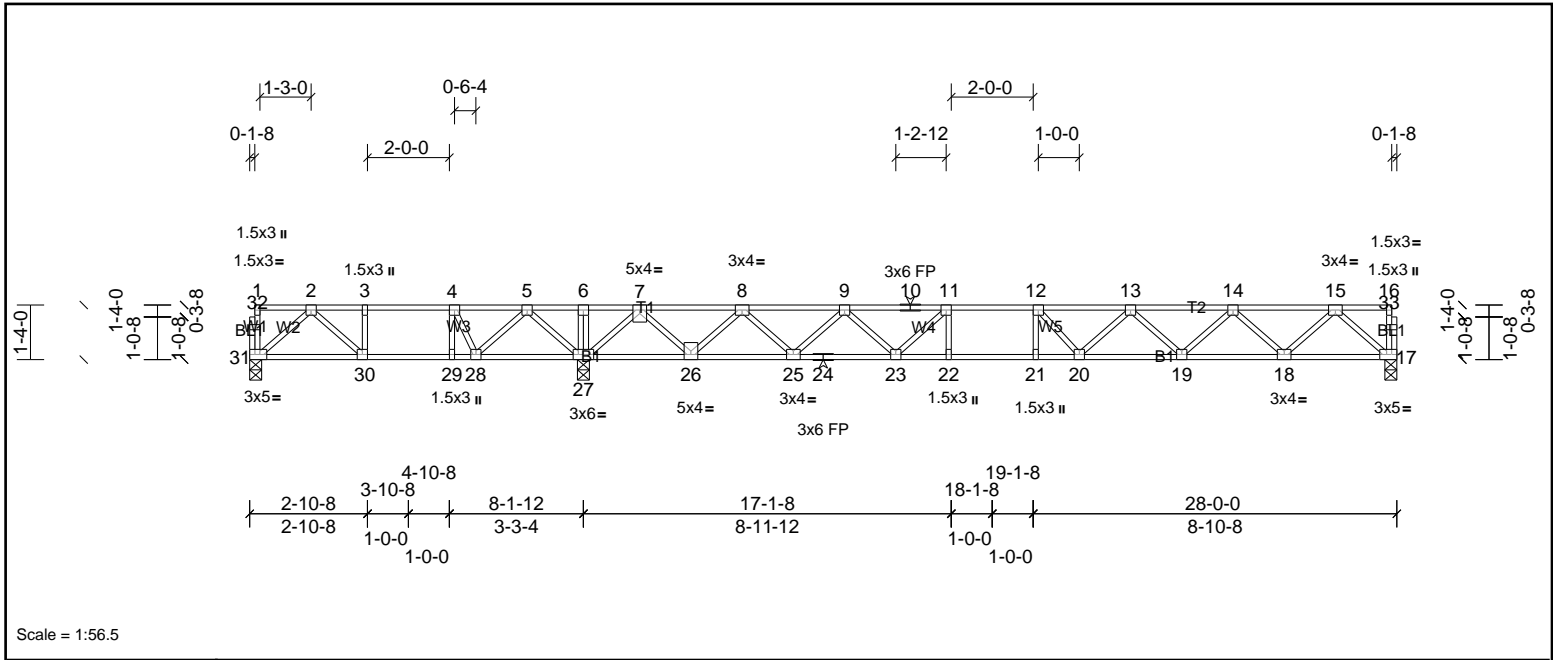 1-3-0
0-6-4
2-0-0
0-1-8
2-0-0
1-2-12
1-0-0
0-1-8
1.5x3 II
1.5x3=
1.5x3 II
5x4=
3x4=
3x6 FP
3x4=
1.5x3=
1.5x3 II
1 2 3 4 5 6 7 8 9 10 11 12 13 14 15 16
32 T1 T2 33
W1 W2 W3 W4 W5
BL1 BL1
31 B1 B1 17
30 29 28 27 26 25 24 23 22 21 20 19 18
1-4-0
1-4-0
1-0-8
1-0-8
0-3-8
1-4-0
1-0-8
1-0-8
0-3-8
3x5=
1.5x3 II
3x6=
5x4=
3x4=
3x6 FP
1.5x3 II
1.5x3 II
3x4=
3x5=
2-10-8
3-10-8
4-10-8
8-1-12
17-1-8
18-1-8
19-1-8
28-0-0
2-10-8
1-0-0
1-0-0
3-3-4
8-11-12
1-0-0
1-0-0
8-10-8
Scale = 1:56.5